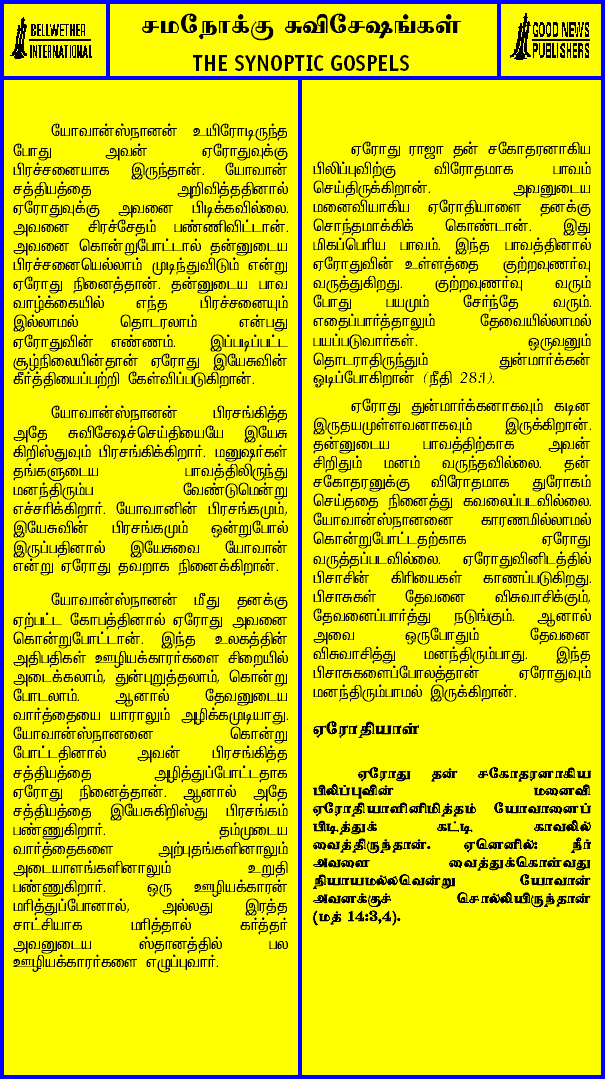 BELLWETHER
INTERNATIONAL
சமநோக்கு சுவிசேஷங்கள்
THE SYNOPTIC GOSPELS
GOOD NEWS
PUBLISHERS
யோவான்ஸ்நானன் உயிரோடிருந்த
போது அவன் ஏரோதுவுக்கு
பிரச்சனையாக இருந்தான். யோவான்
சத்தியத்தை அறிவித்ததினால்
ஏரோதுவுக்கு அவனை பிடிக்கவில்லை.
அவனை சிரச்சேதம் பண்ணிவிட்டான்.
அவனை கொன்றுபோட்டால் தன்னுடைய
பிரச்சனையெல்லாம் முடிந்துவிடும் என்று
ஏரோது நினைத்தான். தன்னுடைய பாவ
வாழ்க்கையில் எந்த பிரச்சனையும்
இல்லாமல் தொடரலாம் என்பது
ஏரோதுவின் எண்ணம். இப்படிப்பட்ட
சூழ்நிலையின்தான் ஏரோது இயேசுவின்
கீர்த்தியைப்பற்றி கேள்விப்படுகிறான்.
யோவான்ஸ்நானன் பிரசங்கித்த
அதே சுவிசேஷச்செய்தியையே இயேசு
கிறிஸ்துவும் பிரசங்கிக்கிறார். மனுஷர்கள்
தங்களுடைய பாவத்திலிருந்து
மனந்திரும்ப வேண்டுமென்று
எச்சரிக்கிறார். யோவானின் பிரசங்கமும்,
இயேசுவின் பிரசங்கமும் ஒன்றுபோல்
இருப்பதினால் இயேசுவை யோவான்
என்று ஏரோது தவறாக நினைக்கிறான்.
யோவான்ஸ்நானன் மீது தனக்கு
ஏற்பட்ட கோபத்தினால் ஏரோது அவனை
கொன்றுபோட்டான். இந்த உலகத்தின்
அதிபதிகள் ஊழியக்காரர்களை சிறையில்
அடைக்கலாம், துன்புறுத்தலாம், கொன்று
போடலாம். ஆனால் தேவனுடைய
வார்த்தையை யாராலும் அழிக்கமுடியாது.
யோவான்ஸ்நானனை கொன்று
போட்டதினால் அவன் பிரசங்கித்த
சத்தியத்தை அழித்துப்போட்டதாக
ஏரோது நினைத்தான். ஆனால் அதே
சத்தியத்தை இயேசுகிறிஸ்து பிரசங்கம்
பண்ணுகிறார். தம்முடைய
வார்த்தைகளை அற்புதங்களினாலும்
அடையாளங்களினாலும் உறுதி
பண்ணுகிறார். ஒரு ஊழியக்காரன்
மரித்துப்போனால், அல்லது இரத்த
சாட்சியாக மரித்தால் கர்த்தர்
அவனுடைய ஸ்தானத்தில் பல
ஊழியக்காரர்களை எழுப்புவார்.
ஏரோது ராஜா தன் சகோதரனாகிய
பிலிப்புவிற்கு விரோதமாக பாவம்
செய்திருக்கிறான். அவனுடைய
மனைவியாகிய ஏரோதியாளை தனக்கு
சொந்தமாக்கிக் கொண்டான். இது
மிகப்பெரிய பாவம். இந்த பாவத்தினால்
ஏரோதுவின் உள்ளத்தை குற்றவுணர்வு
வருத்துகிறது. குற்றவுணர்வு வரும்
போது பயமும் சேர்ந்தே வரும்.
எதைப்பார்த்தாலும் தேவையில்லாமல்
பயப்படுவார்கள். ஒருவனும்
தொடராதிருந்தும் துன்மார்க்கன்
ஓடிப்போகிறான் (நீதி 28:1).
ஏரோது துன்மார்க்கனாகவும் கடின
இருதயமுள்ளவனாகவும் இருக்கிறான்.
தன்னுடைய பாவத்திற்காக அவன்
சிறிதும் மனம் வருந்தவில்லை. தன்
சகோதரனுக்கு விரோதமாக துரோகம்
செய்ததை நினைத்து கவலைப்படவில்லை.
யோவான்ஸ்நானனை காரணமில்லாமல்
கொன்றுபோட்டதற்காக ஏரோது
வருத்தப்படவில்லை. ஏரோதுவினிடத்தில்
பிசாசின் கிரியைகள் காணப்படுகிறது.
பிசாசுகள் தேவனை விசுவாசிக்கும்,
தேவனைப்பார்த்து நடுங்கும். ஆனால்
அவை ஒருபோதும் தேவனை
விசுவாசித்து மனந்திரும்பாது. இந்த
பிசாசுகளைப்போலத்தான் ஏரோதுவும்
மனந்திரும்பாமல் இருக்கிறான்.
ஏரோதியாள்
ஏரோது தன் சகோதரனாகிய
பிலிப்புவின் மனைவி
ஏரோதியாளினிமித்தம் யோவானைப்
பிடித்துக் கட்டி காவலில்
வைத்திருந்தான். ஏனெனில்: நீர்
அவளை வைத்துக்கொள்வது
நியாயமல்லவென்று யோவான்
அவனக்குச் சொல்லியிருந்தான்
(மத் 14:3,4).